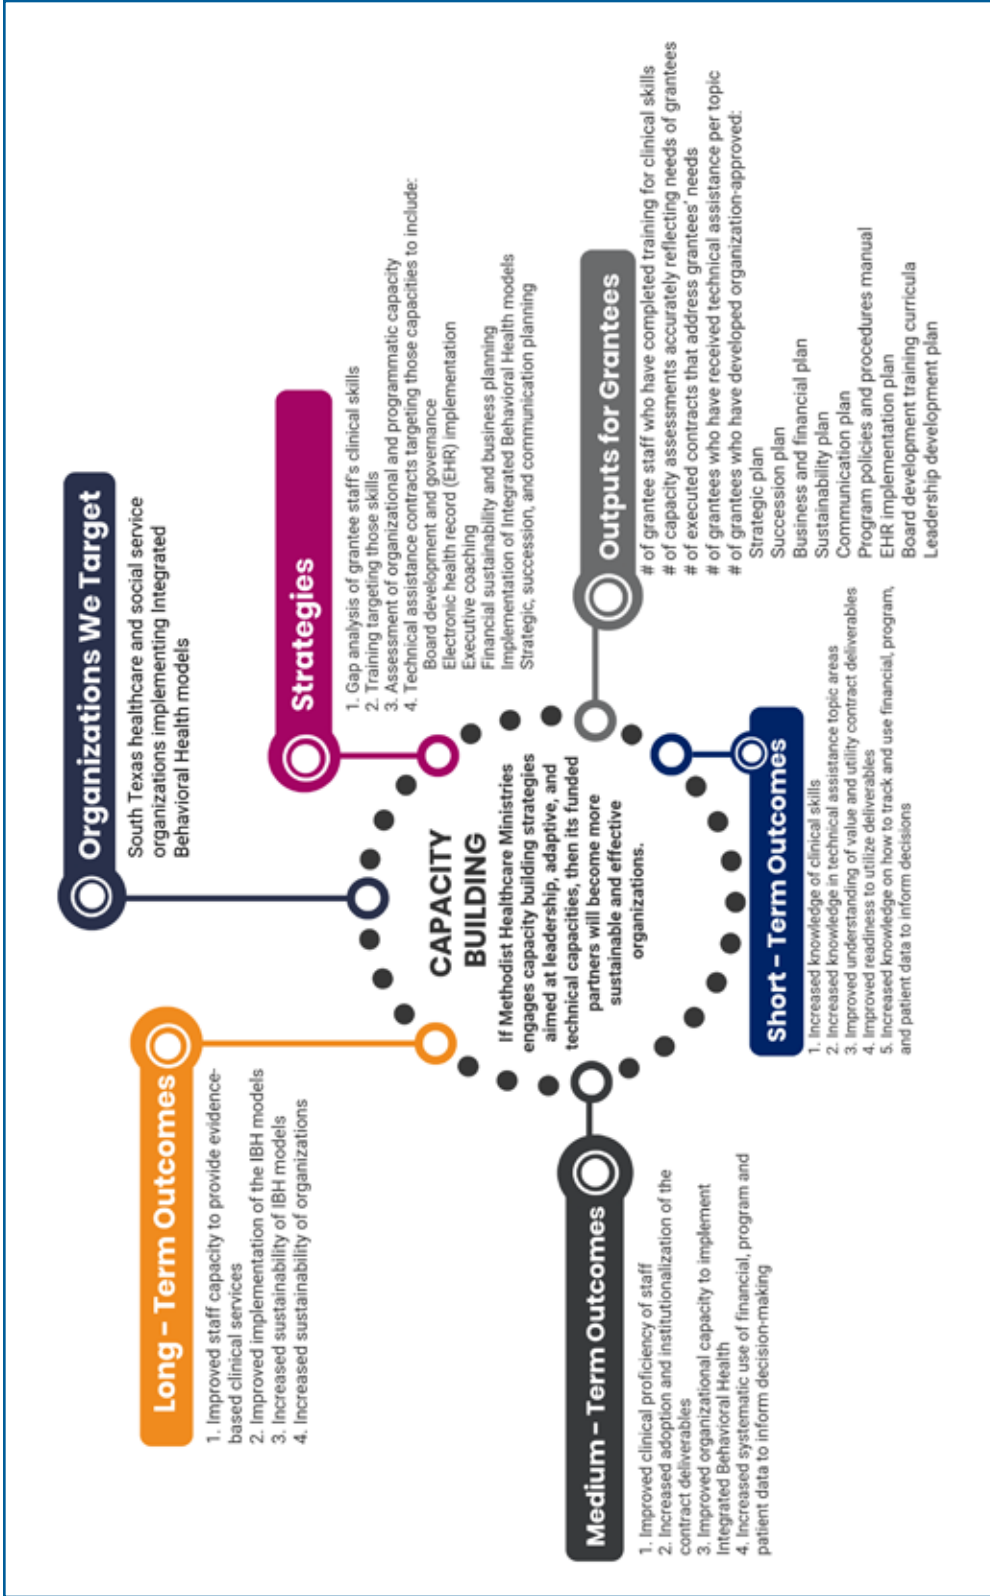 Organizations We Target
South Texas healthcare and social service
organizations implementing Integrated
Behavioral Health models
Strategies
1. Gap analysis of grantee staff's clinical skills
2. Training targeting those skills
3. Assessment of organizational and programmatic capacity
4. Technical assistance contracts targeting those capacities to include:
Board development and governance
Electronic health record (EHR) implementation
Executive coaching
Financial sustainability and business planning
Implementation of Integrated Behavioral Health models
Strategic, succession, and communication planning
Outputs for Grantees
# of grantee staff who have completed training for clinical skills
# of capacity assessments accurately reflecting needs of grantees
# of executed contracts that address grantees' needs
# of grantees who have received technical assistance per topic
# of grantees who have developed organization-approved:
Strategic plan
Succession plan
Business and financial plan
Sustainability plan
Communication plan
Program policies and procedures manual
EHR implementation plan
Board development training curricula
Leadership development plan
Short - Term Outcomes
1. Increased knowledge of clinical skills
2. Increased knowledge in technical assistance topic areas
3. Improved understanding of value and utility contract deliverables
4. Improved readiness to utilize deliverables
5. Increased knowledge on how to track and use financial, program,
and patient data to inform decisions
Medium - Term Outcomes
1. Improved clinical proficiency of staff
2. Increased adoption and institutionalization of the
contract deliverables
3. Improved organizational capacity to implement
Integrated Behavioral Health
4. Increased systematic use of financial, program and
patient data to inform decision-making
Long - Term Outcomes
1. Improved staff capacity to provide evidence-
based clinical services
2. Improved implementation of the IBH models
3. Increased sustainability of IBH models
4. Increased sustainability of organizations
CAPACITY
BUILDING
If Methodist Healthcare Ministries
engages capacity building strategies
aimed at leadership, adaptive, and
technical capacities, then its funded
partners will become more
sustainable and effective
organizations.